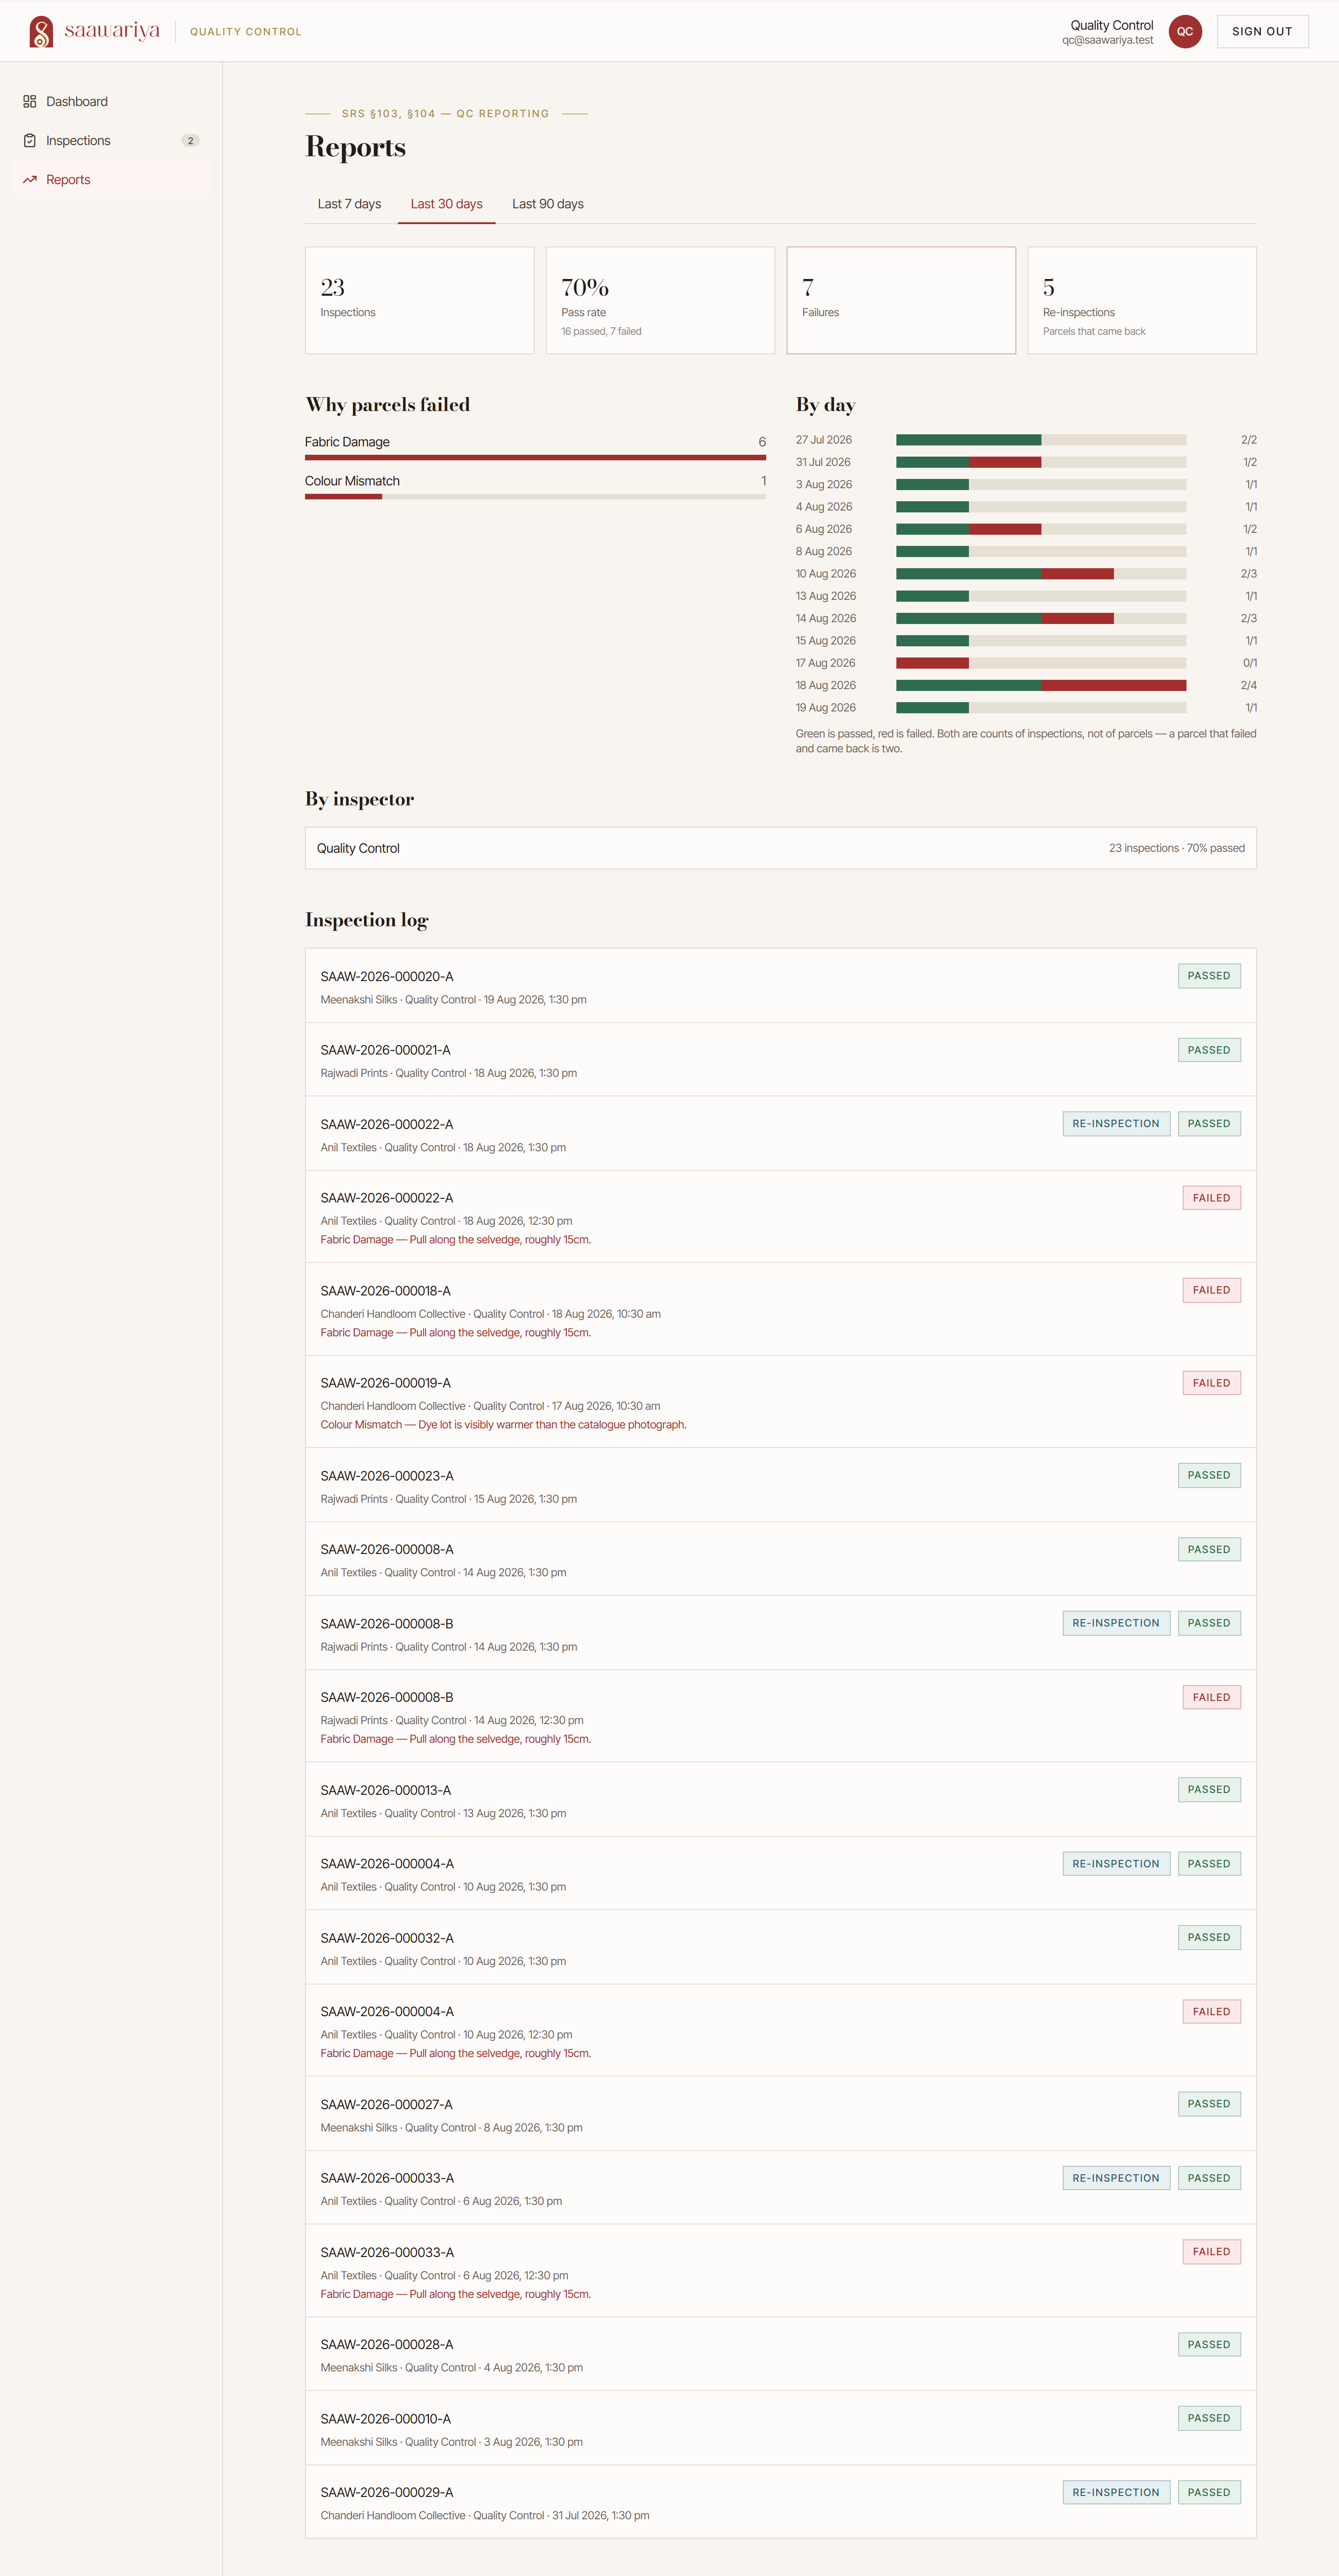 saawariya
QUALITY CONTROL
Quality Control
qc@saawariya.test
QC
SIGN OUT
Dashboard
Inspections 2
Reports
SRS §103, §104 — QC REPORTING
Reports
Last 7 days
Last 30 days
Last 90 days
23
Inspections
70%
Pass rate
16 passed, 7 failed
7
Failures
5
Re-inspections
Parcels that came back
Why parcels failed
Fabric Damage 6
Colour Mismatch 1
By day
27 Jul 2026 2/2
31 Jul 2026 1/2
3 Aug 2026 1/1
4 Aug 2026 1/1
6 Aug 2026 1/2
8 Aug 2026 1/1
10 Aug 2026 2/3
13 Aug 2026 1/1
14 Aug 2026 2/3
15 Aug 2026 1/1
17 Aug 2026 0/1
18 Aug 2026 2/4
19 Aug 2026 1/1
Green is passed, red is failed. Both are counts of inspections, not of parcels — a parcel that failed
and came back is two.
By inspector
Quality Control 23 inspections · 70% passed
Inspection log
SAAW-2026-000020-A PASSED
Meenakshi Silks · Quality Control · 19 Aug 2026, 1:30 pm
SAAW-2026-000021-A PASSED
Rajwadi Prints · Quality Control · 18 Aug 2026, 1:30 pm
SAAW-2026-000022-A RE-INSPECTION PASSED
Anil Textiles · Quality Control · 18 Aug 2026, 1:30 pm
SAAW-2026-000022-A FAILED
Anil Textiles · Quality Control · 18 Aug 2026, 12:30 pm
Fabric Damage — Pull along the selvedge, roughly 15cm.
SAAW-2026-000018-A FAILED
Chanderi Handloom Collective · Quality Control · 18 Aug 2026, 10:30 am
Fabric Damage — Pull along the selvedge, roughly 15cm.
SAAW-2026-000019-A FAILED
Chanderi Handloom Collective · Quality Control · 17 Aug 2026, 10:30 am
Colour Mismatch — Dye lot is visibly warmer than the catalogue photograph.
SAAW-2026-000023-A PASSED
Rajwadi Prints · Quality Control · 15 Aug 2026, 1:30 pm
SAAW-2026-000008-A PASSED
Anil Textiles · Quality Control · 14 Aug 2026, 1:30 pm
SAAW-2026-000008-B RE-INSPECTION PASSED
Rajwadi Prints · Quality Control · 14 Aug 2026, 1:30 pm
SAAW-2026-000008-B FAILED
Rajwadi Prints · Quality Control · 14 Aug 2026, 12:30 pm
Fabric Damage — Pull along the selvedge, roughly 15cm.
SAAW-2026-000013-A PASSED
Anil Textiles · Quality Control · 13 Aug 2026, 1:30 pm
SAAW-2026-000004-A RE-INSPECTION PASSED
Anil Textiles · Quality Control · 10 Aug 2026, 1:30 pm
SAAW-2026-000032-A PASSED
Anil Textiles · Quality Control · 10 Aug 2026, 1:30 pm
SAAW-2026-000004-A FAILED
Anil Textiles · Quality Control · 10 Aug 2026, 12:30 pm
Fabric Damage — Pull along the selvedge, roughly 15cm.
SAAW-2026-000027-A PASSED
Meenakshi Silks · Quality Control · 8 Aug 2026, 1:30 pm
SAAW-2026-000033-A RE-INSPECTION PASSED
Anil Textiles · Quality Control · 6 Aug 2026, 1:30 pm
SAAW-2026-000033-A FAILED
Anil Textiles · Quality Control · 6 Aug 2026, 12:30 pm
Fabric Damage — Pull along the selvedge, roughly 15cm.
SAAW-2026-000028-A PASSED
Meenakshi Silks · Quality Control · 4 Aug 2026, 1:30 pm
SAAW-2026-000010-A PASSED
Meenakshi Silks · Quality Control · 3 Aug 2026, 1:30 pm
SAAW-2026-000029-A RE-INSPECTION PASSED
Chanderi Handloom Collective · Quality Control · 31 Jul 2026, 1:30 pm